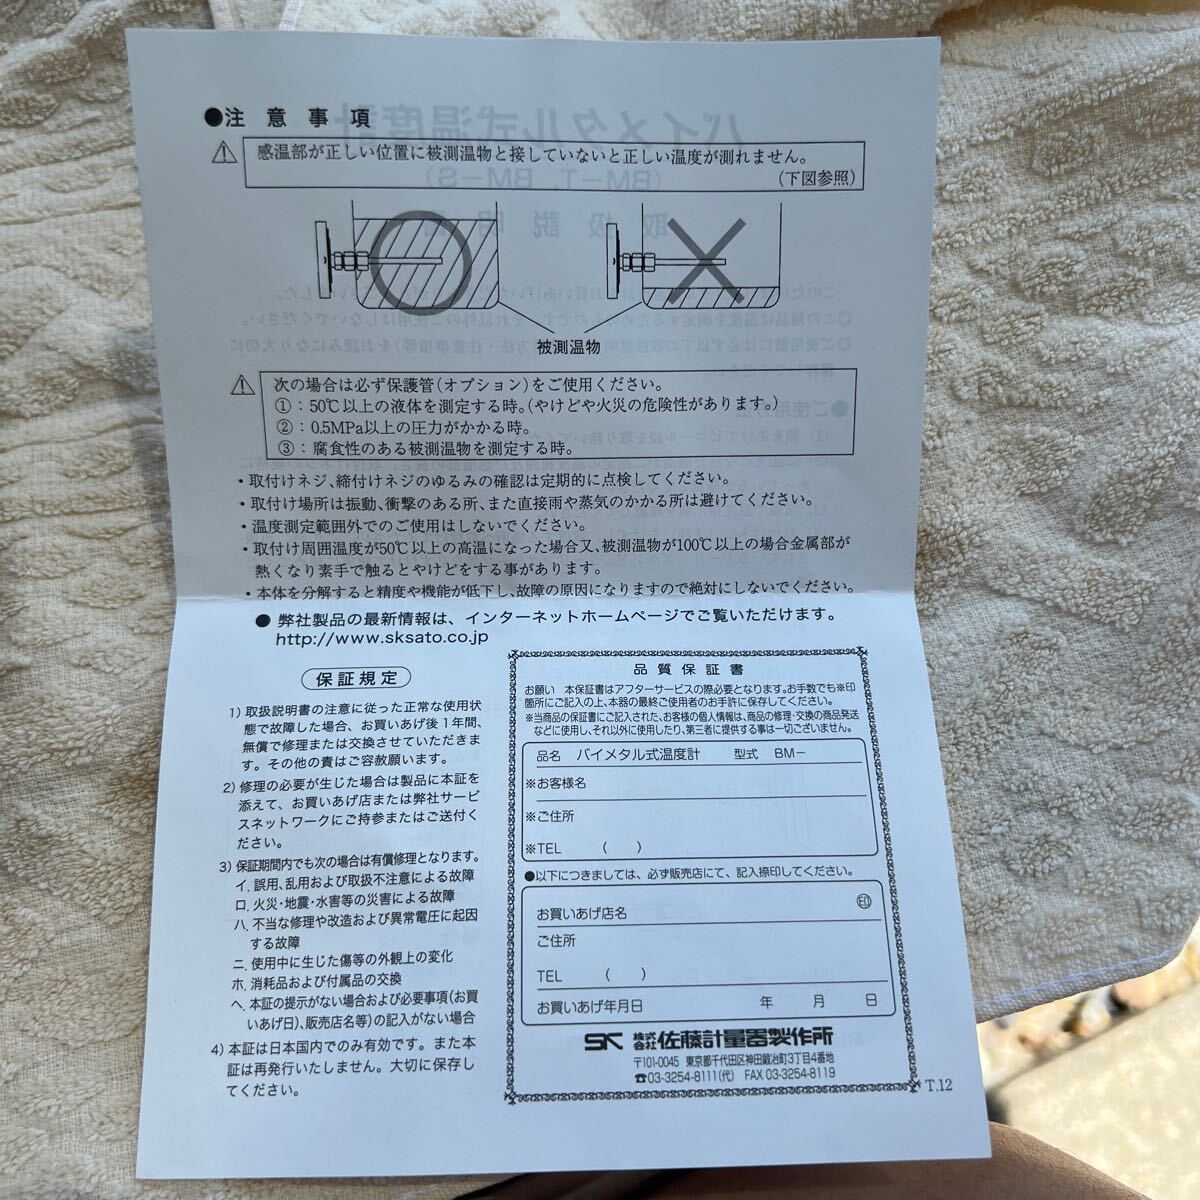 ●注意事項
感温部が正しい位置に被測温物と接していないと正しい温度が測れません。
(下図参照)
被測温物
次の場合は必ず保護管(オプション)をご使用ください。
①：50℃以上の液体を測定する時。(やけどや火災の危険性があります。)
②：0.5MPa以上の圧力がかかる時。
③：腐食性のある被測温物を測定する時。
・取付けネジ、締付けネジのゆるみの確認は定期的に点検してください。
・取付け場所は振動、衝撃のある所、また直接雨や蒸気のかかる所は避けてください。
・温度測定範囲外でのご使用はしないでください。
・取付け周囲温度が50℃以上の高温になった場合又、被測温物が100℃以上の場合金属部が
熱くなり素手で触るとやけどをする事があります。
・本体を分解すると精度や機能が低下し、故障の原因になりますので絶対にしないでください。
●弊社製品の最新情報は、インターネットホームページでご覧いただけます。
http://www.sksato.co.jp
保証規定
1) 取扱説明書の注意に従った正常な使用状
態で故障した場合、お買いあげ後1年間、
無償で修理または交換させていただきま
す。その他の責はご容赦願います。
2) 修理の必要が生じた場合は製品に本証を
添えて、お買いあげ店または弊社サービ
スネットワークにご持参またはご送付く
ださい。
3) 保証期間内でも次の場合は有償修理となります。
イ. 誤用、乱用および取扱不注意による故障
ロ. 火災・地震・水害等の災害による故障
ハ. 不当な修理や改造および異常電圧に起因
する故障
ニ. 使用中に生じた傷等の外観上の変化
ホ. 消耗品および付属品の交換
ヘ. 本証の提示がない場合および必要事項(お買
いあげ日)、販売店名等)の記入がない場合
4) 本証は日本国内でのみ有効です。また本
証は再発行いたしません。大切に保存し
てください。
品質保証書
お願い 本保証書はアフターサービスの際必要となります。お手数でも※印
箇所にご記入の上、本器の最終ご使用者のお手許に保存してください。
※当商品の保証書にご記入された、お客様の個人情報は、商品の修理・交換の商品発送
などに使用し、それ以外に使用したり、第三者に提供する事は一切ございません。
品名 バイメタル式温度計 型式 BM-
※お客様名
※ご住所
※TEL ( )
●以下につきましては、必ず販売店にて、記入捺印してください。
お買いあげ店名 印
ご住所
TEL ( )
お買いあげ年月日 年 月 日
SK 株式会社 佐藤計量器製作所
〒101-0045 東京都千代田区神田鍛冶町3丁目4番地
☎03-3254-8111(代) FAX 03-3254-8119
T.12